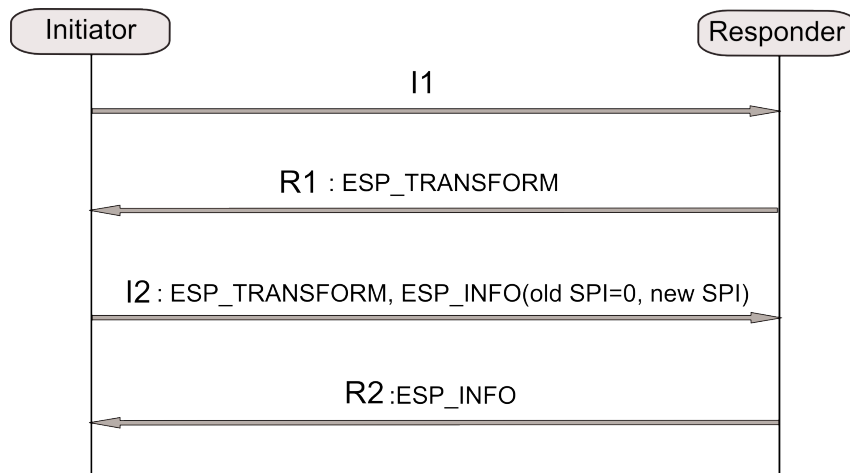 Initiator
Responder
I1
R1 : ESP_TRANSFORM
I2 : ESP_TRANSFORM, ESP_INFO(old SPI=0, new SPI)
R2 :ESP_INFO